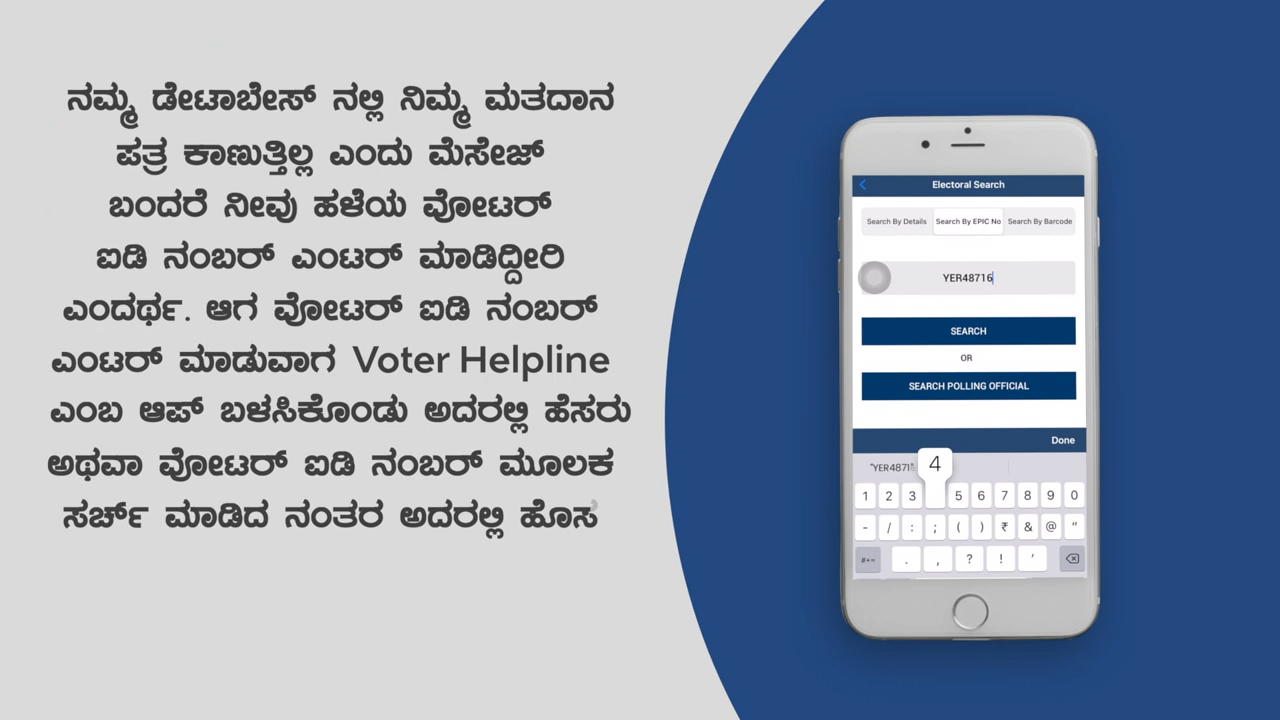 ನಮ್ಮ ಡೇಟಾಬೇಸ್ ನಲ್ಲಿ ನಿಮ್ಮ ಮತದಾನ
ಪತ್ರ ಕಾಣುತ್ತಿಲ್ಲ ಎಂದು ಮೆಸೇಜ್
ಬಂದರೆ ನೀವು ಹಳೆಯ ವೋಟರ್
ಐಡಿ ನಂಬರ್ ಎಂಟರ್ ಮಾಡಿದ್ದೀರಿ
ಎಂದರ್ಥ. ಆಗ ವೋಟರ್ ಐಡಿ ನಂಬರ್
ಎಂಟರ್ ಮಾಡುವಾಗ Voter Helpline
ಎಂಬ ಆಪ್ ಬಳಸಿಕೊಂಡು ಅದರಲ್ಲಿ ಹೆಸರು
ಅಥವಾ ವೋಟರ್ ಐಡಿ ನಂಬರ್ ಮೂಲಕ
ಸರ್ಚ್ ಮಾಡಿದ ನಂತರ ಅದರಲ್ಲಿ ಹೊಸ
Electoral Search
Search By Details Search By EPIC No Search By Barcode
YER48716
SEARCH
OR
SEARCH POLLING OFFICIAL
Done
4
1 2 3 5 6 7 8 9 0
- / : ; ( ) ₹ & @ "
#+= . , ? ! '